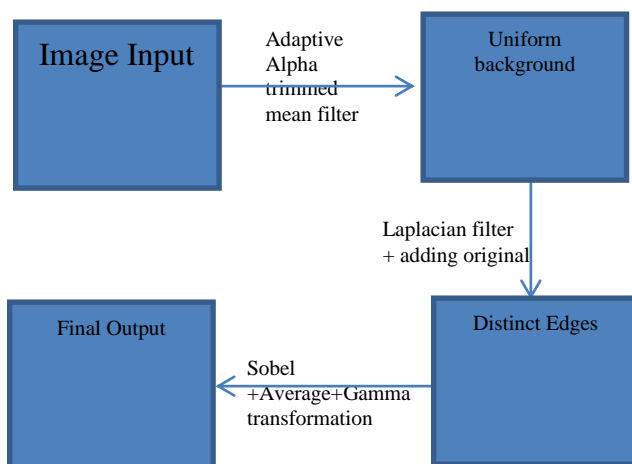 Image Input
Adaptive
Alpha
trimmed
mean filter
Uniform
background
Laplacian filter
+ adding original
Distinct Edges
Sobel
+Average+Gamma
transformation
Final Output